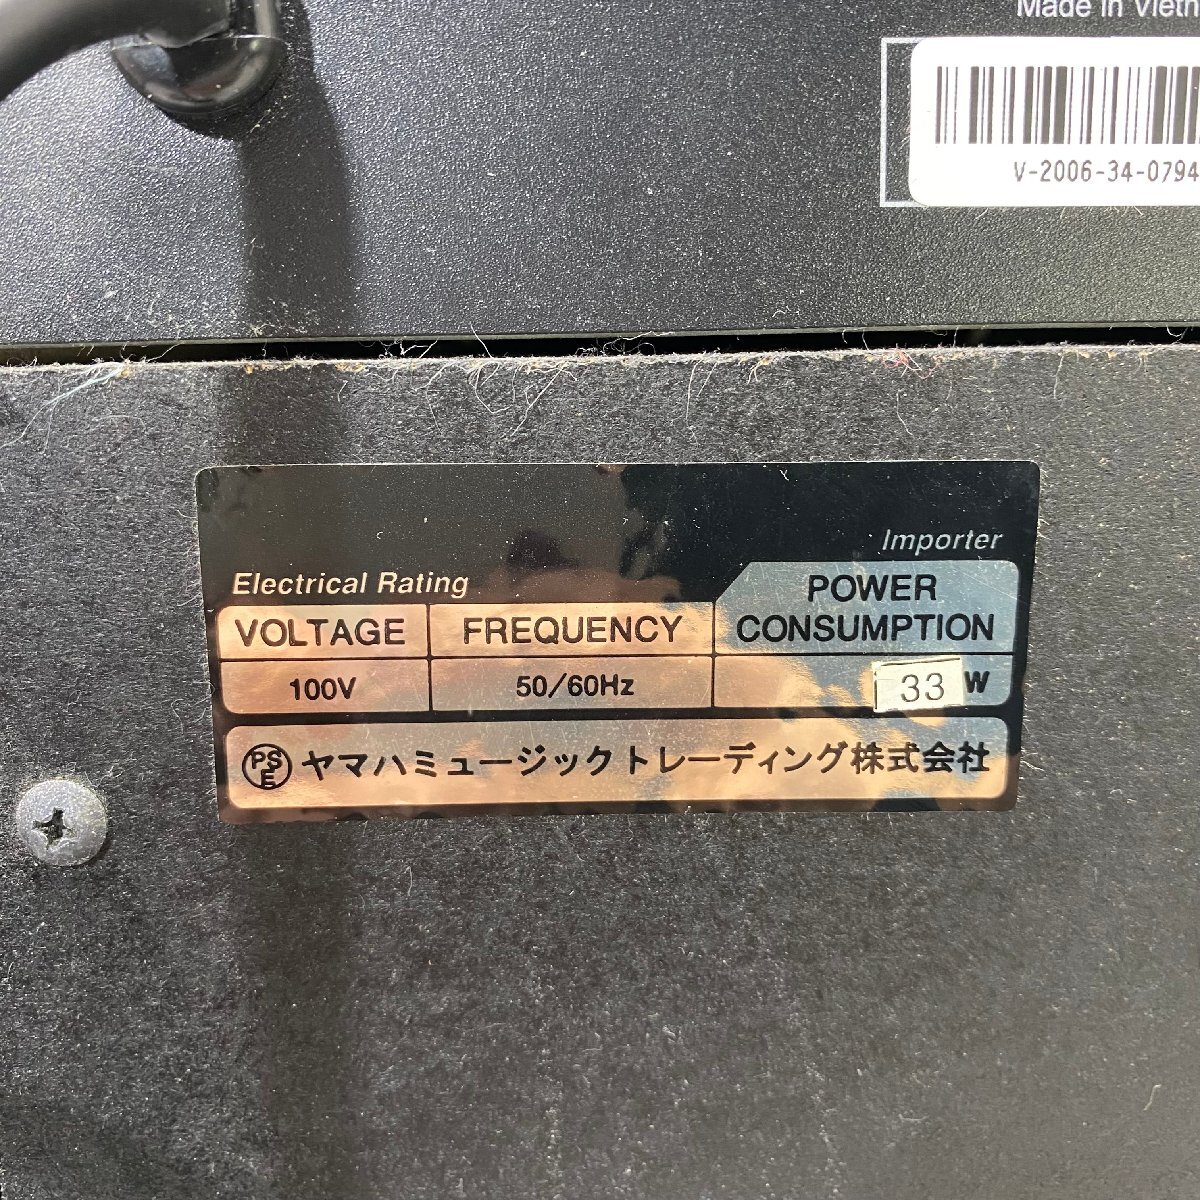 Made in Vietn
V-2006-34-0794
Importer
Electrical Rating
POWER
CONSUMPTION
VOLTAGE
FREQUENCY
100V
50/60Hz
33 W
PSE ヤマハミュージックトレーディング株式会社